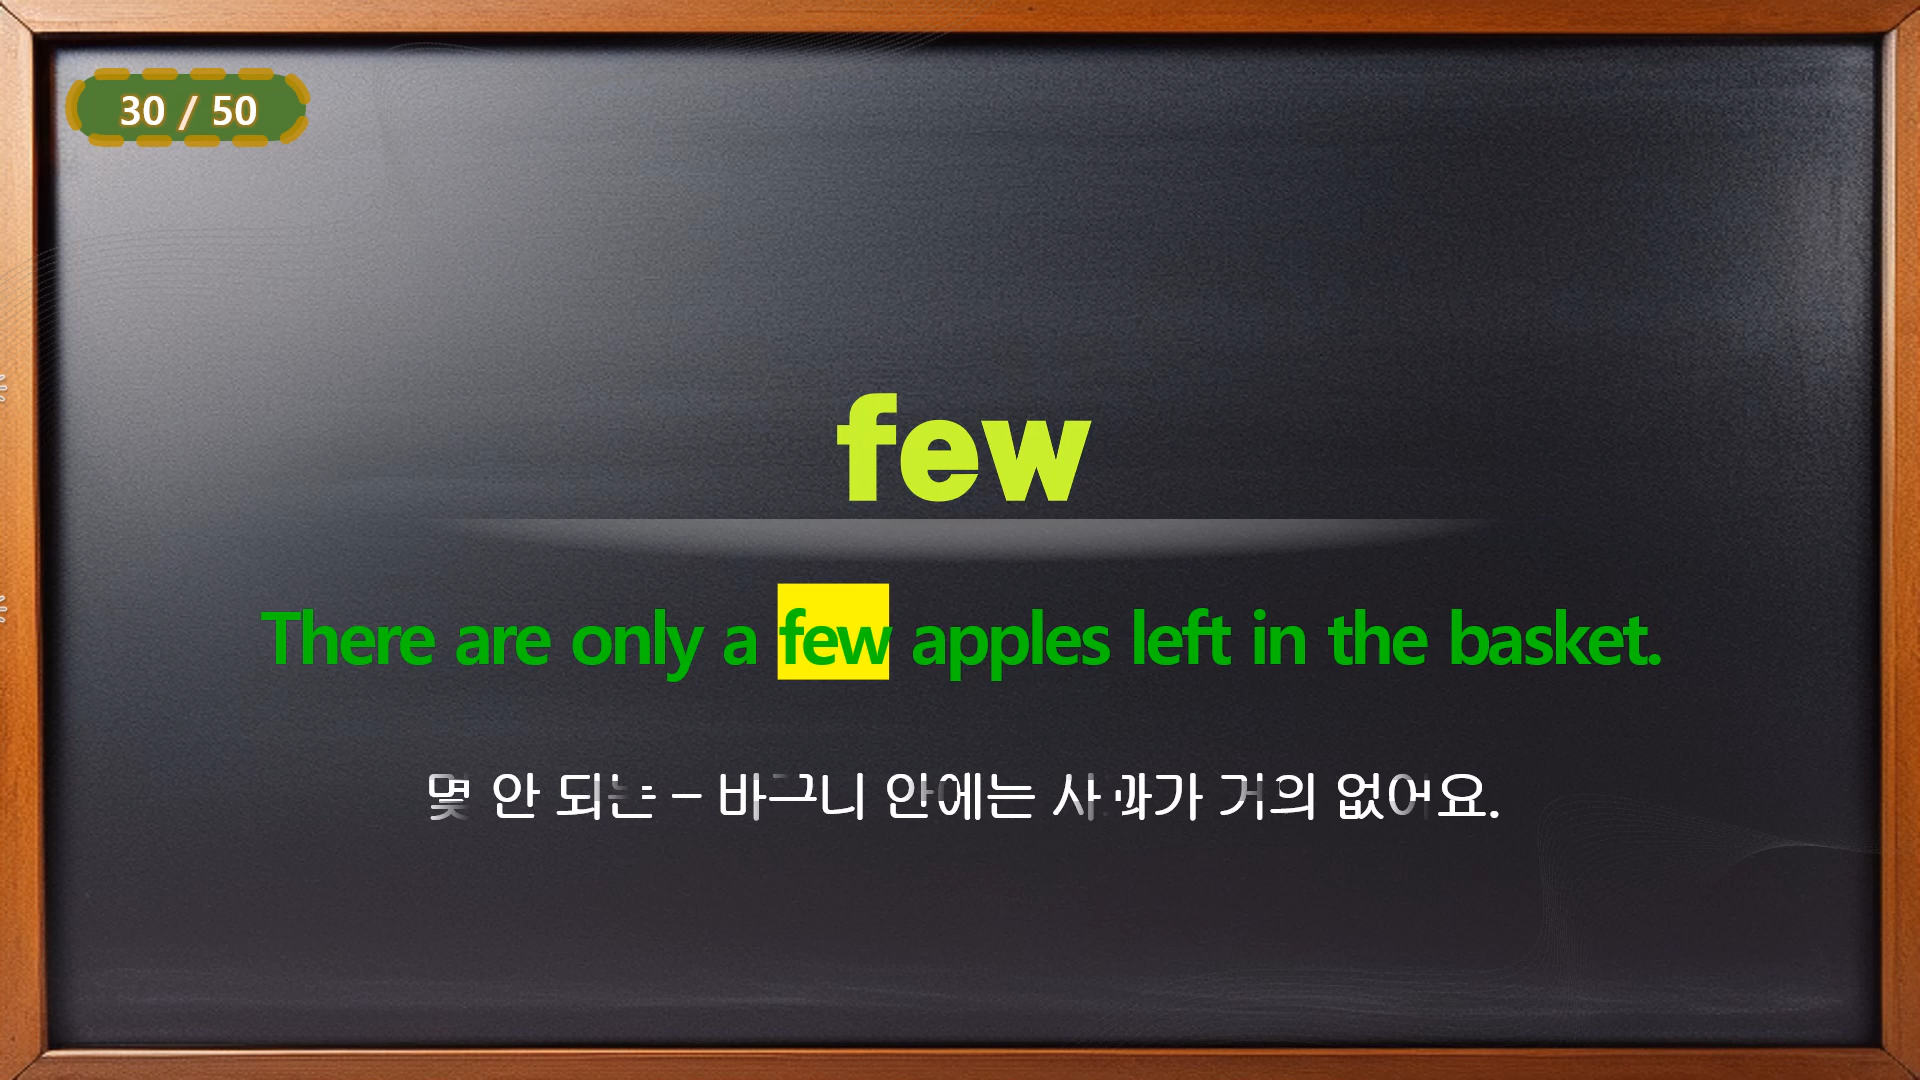 30 / 50
few
There are only a few apples left in the basket.
몇 안 되는 – 바구니 안에는 사과가 거의 없어요.